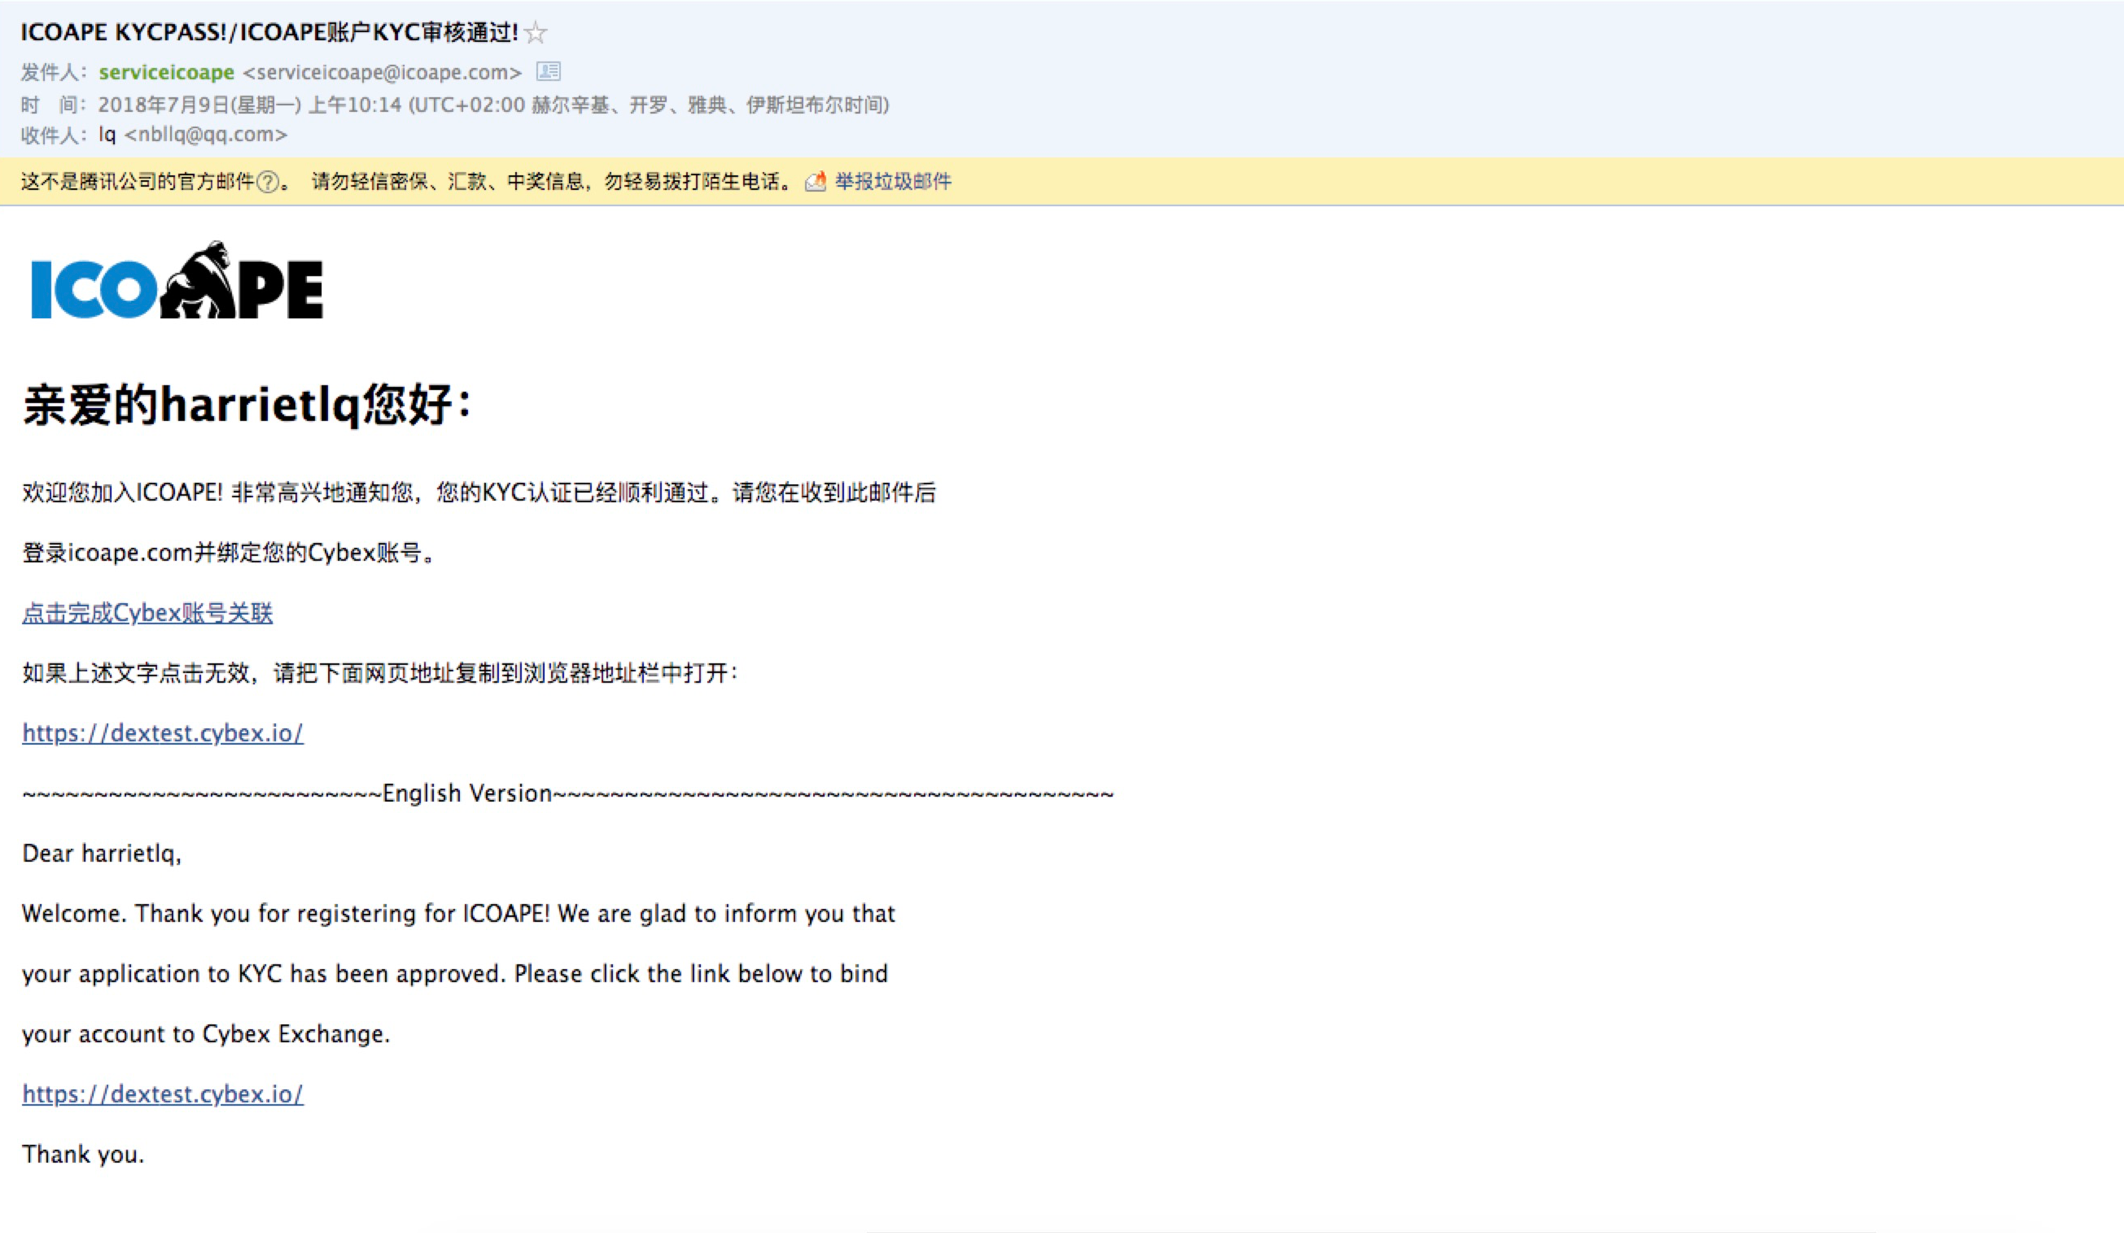 ICOAPE KYCPASS!/ICOAPE账户KYC审核通过!
发件人：serviceicoape <serviceicoape@icoape.com>
时　间：2018年7月9日(星期一) 上午10:14 (UTC+02:00 赫尔辛基、开罗、雅典、伊斯坦布尔时间)
收件人：lq <nbllq@qq.com>
这不是腾讯公司的官方邮件?。 请勿轻信密保、汇款、中奖信息，勿轻易拨打陌生电话。 举报垃圾邮件
ICOAPE
亲爱的harrietlq您好：
欢迎您加入ICOAPE! 非常高兴地通知您，您的KYC认证已经顺利通过。请您在收到此邮件后
登录icoape.com并绑定您的Cybex账号。
点击完成Cybex账号关联
如果上述文字点击无效，请把下面网页地址复制到浏览器地址栏中打开：
https://dextest.cybex.io/
~~~~~~~~~~~~~~~~~~~~~~~~~English Version~~~~~~~~~~~~~~~~~~~~~~~~~~~~~~~~~~~~~~~
Dear harrietlq,
Welcome. Thank you for registering for ICOAPE! We are glad to inform you that
your application to KYC has been approved. Please click the link below to bind
your account to Cybex Exchange.
https://dextest.cybex.io/
Thank you.